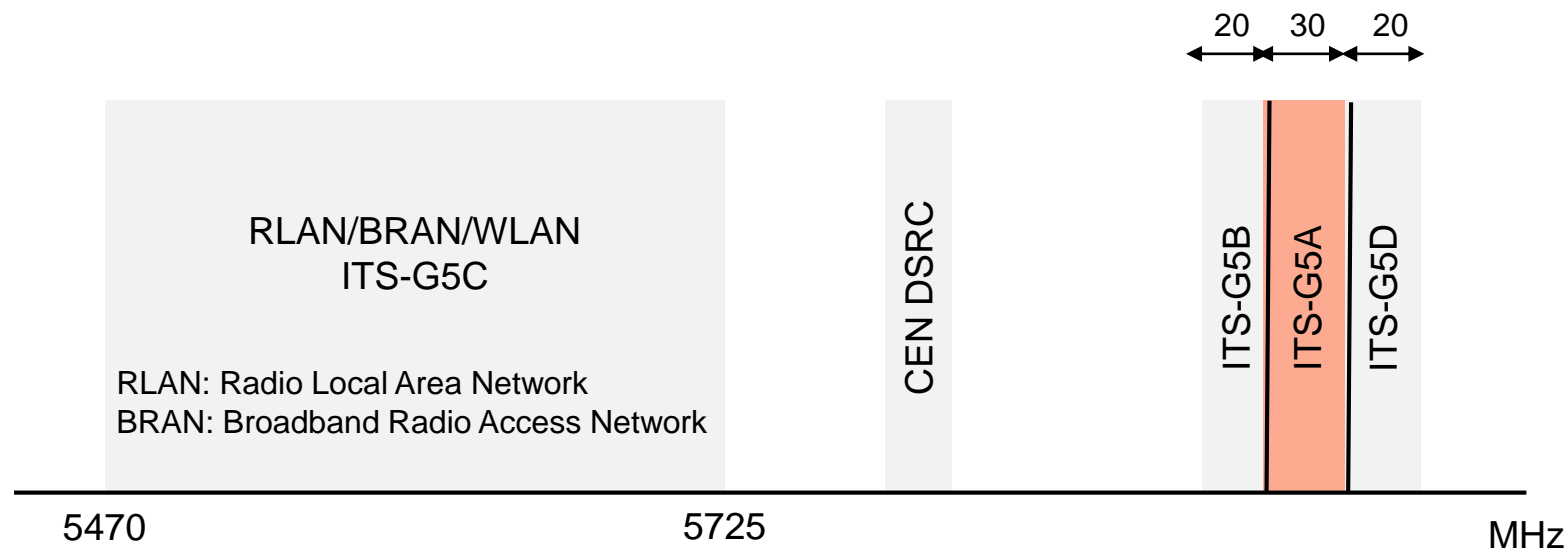 20 30 20
RLAN/BRAN/WLAN
ITS-G5C
RLAN: Radio Local Area Network
BRAN: Broadband Radio Access Network
CEN DSRC
ITS-G5B
ITS-G5A
ITS-G5D
5470 5725 MHz